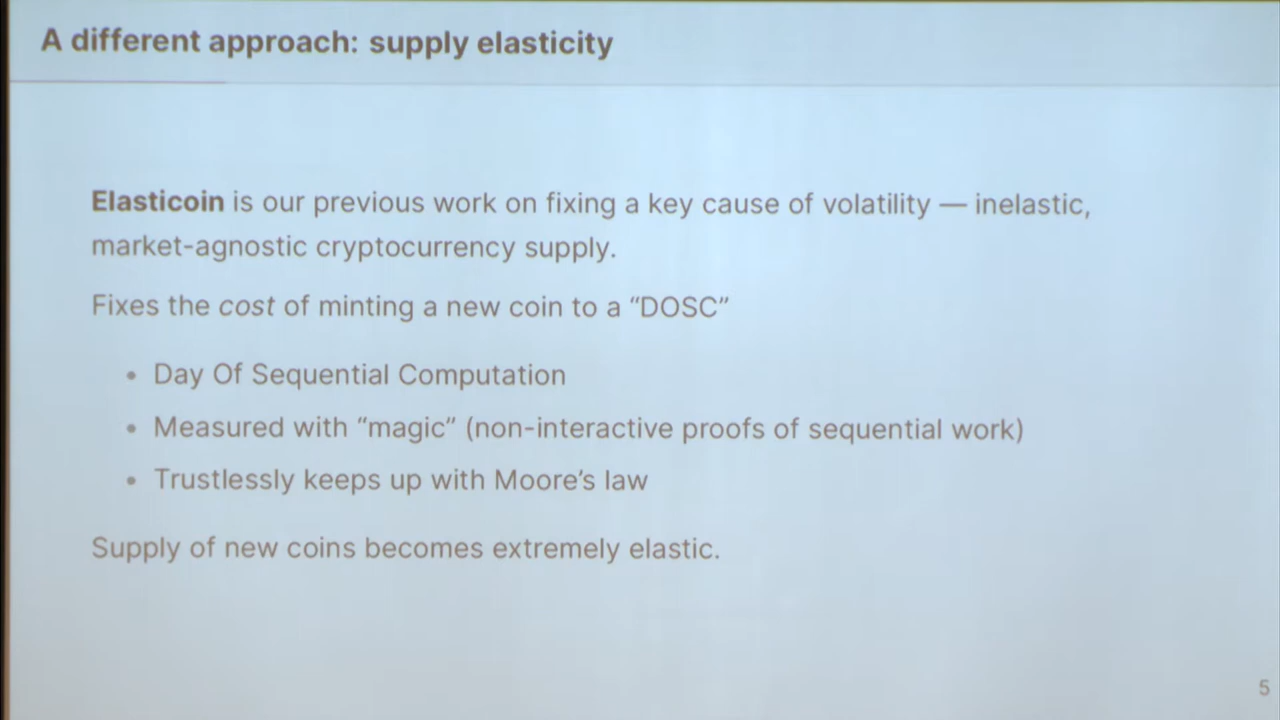 A different approach: supply elasticity
Elasticoin is our previous work on fixing a key cause of volatility — inelastic,
market-agnostic cryptocurrency supply.
Fixes the cost of minting a new coin to a “DOSC”
• Day Of Sequential Computation
• Measured with “magic” (non-interactive proofs of sequential work)
• Trustlessly keeps up with Moore’s law
Supply of new coins becomes extremely elastic.
5